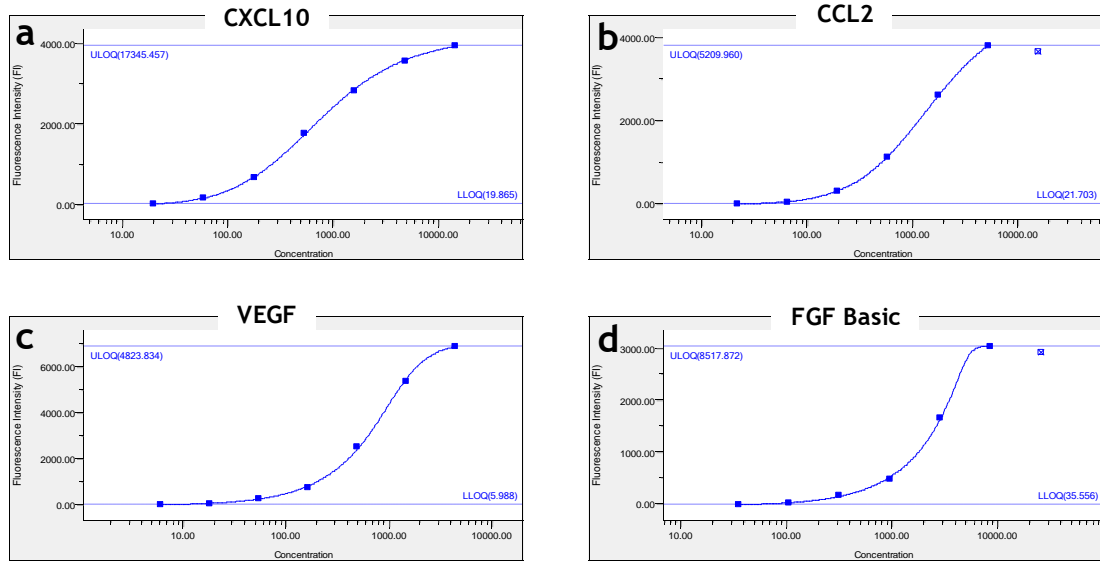 a
CXCL10
4000.00
2000.00
0.00
Fluorescence Intensity (FI)
ULOQ(17345.457)
LLOQ(19.865)
10.00 100.00 1000.00 10000.00
Concentration
b
CCL2
4000.00
2000.00
0.00
Fluorescence Intensity (FI)
ULOQ(5209.960)
LLOQ(21.703)
10.00 100.00 1000.00 10000.00
Concentration
c
VEGF
6000.00
4000.00
2000.00
0.00
Fluorescence Intensity (FI)
ULOQ(4823.834)
LLOQ(5.988)
10.00 100.00 1000.00 10000.00
Concentration
d
FGF Basic
3000.00
2000.00
1000.00
0.00
Fluorescence Intensity (FI)
ULOQ(8517.872)
LLOQ(35.556)
10.00 100.00 1000.00 10000.00
Concentration